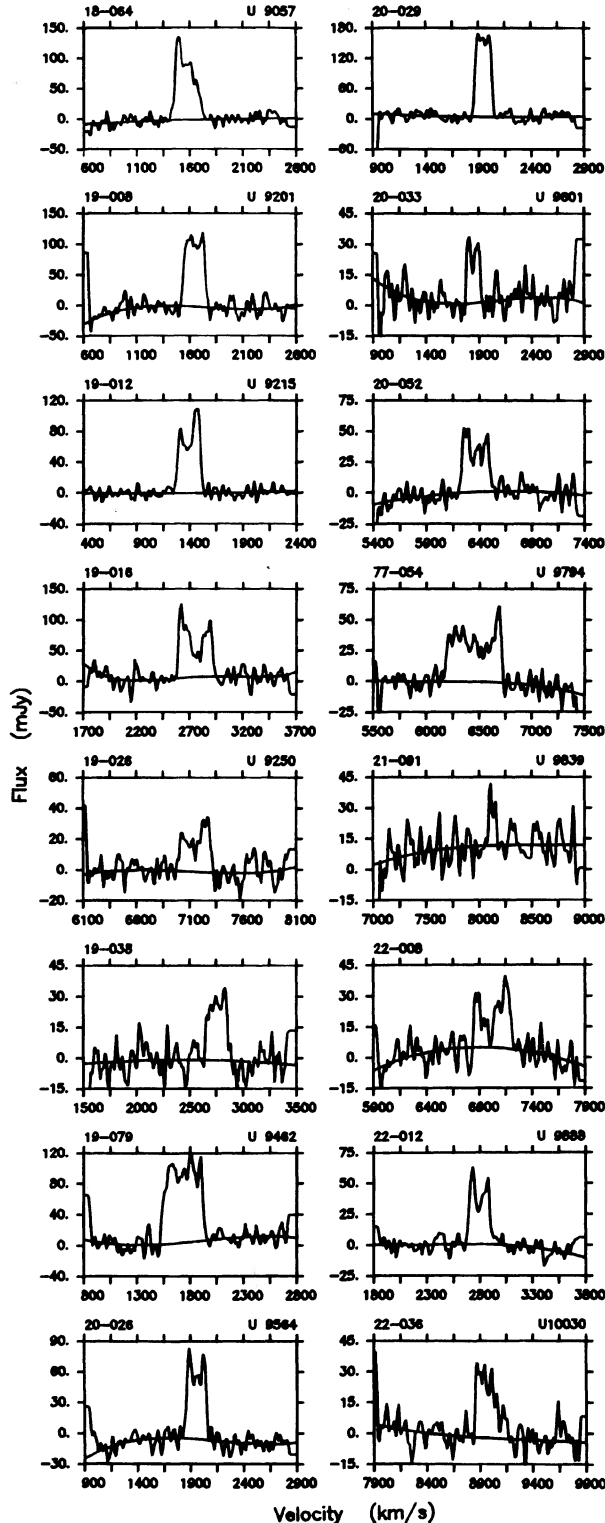 18-064 U 9057
150.
100.
50.
0.
-50.
600 1100 1600 2100 2600
20-029
180.
120.
60.
0.
-60.
900 1400 1900 2400 2900
19-008 U 9201
150.
100.
50.
0.
-50.
600 1100 1600 2100 2600
20-033 U 9601
45.
30.
15.
0.
-15.
900 1400 1900 2400 2900
19-012 U 9215
120.
80.
40.
0.
-40.
400 900 1400 1900 2400
20-052
75.
50.
25.
0.
-25.
5400 5900 6400 6900 7400
19-016
150.
100.
50.
0.
-50.
1700 2200 2700 3200 3700
77-054 U 9794
75.
50.
25.
0.
-25.
5500 6000 6500 7000 7500
19-026 U 9250
60.
40.
20.
0.
-20.
6100 6600 7100 7600 8100
21-091 U 9839
45.
30.
15.
0.
-15.
7000 7500 8000 8500 9000
19-038
45.
30.
15.
0.
-15.
1500 2000 2500 3000 3500
22-008
45.
30.
15.
0.
-15.
5900 6400 6900 7400 7900
19-079 U 9462
120.
80.
40.
0.
-40.
800 1300 1800 2300 2800
22-012 U 9888
75.
50.
25.
0.
-25.
1800 2300 2800 3300 3800
20-026 U 9564
90.
60.
30.
0.
-30.
900 1400 1900 2400 2900
22-036 U10030
45.
30.
15.
0.
-15.
7900 8400 8900 9400 9900
Flux (mJy)
Velocity (km/s)